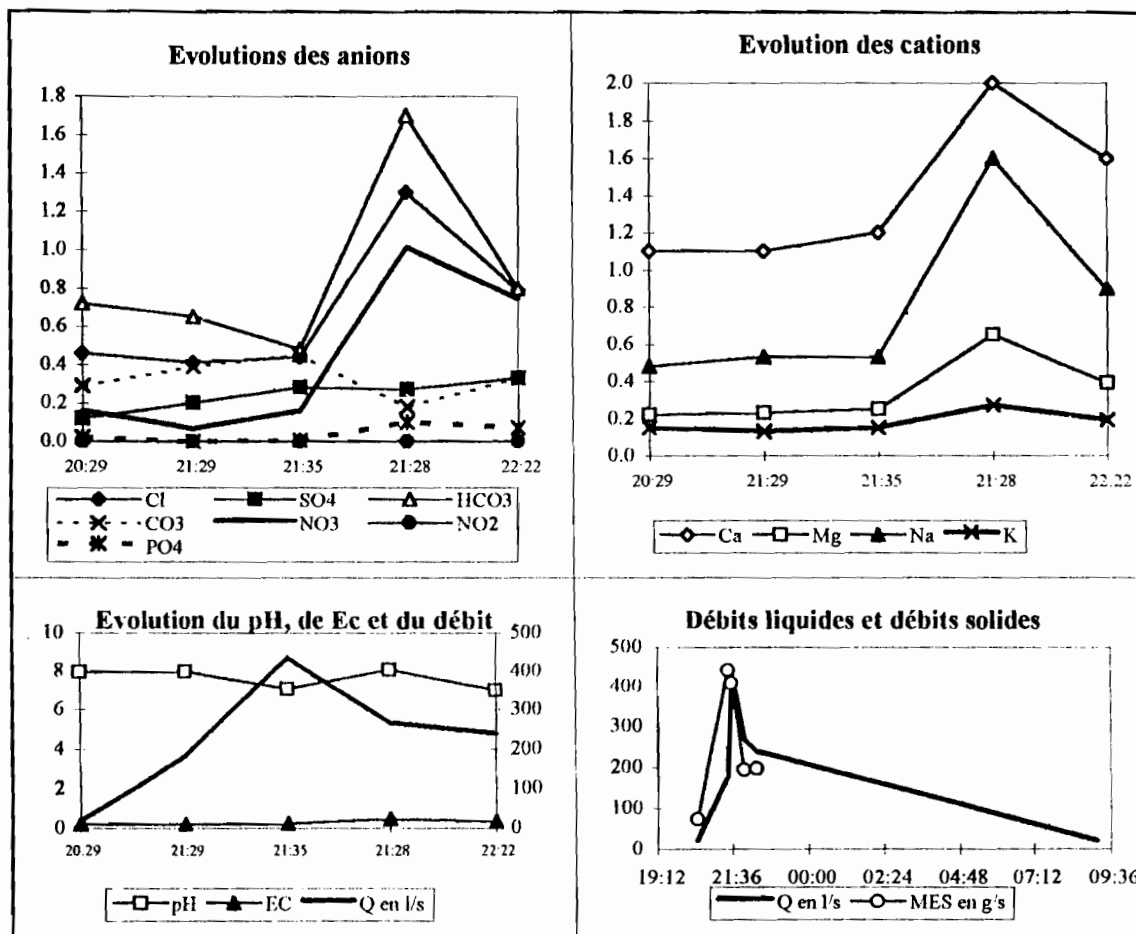 Evolutions des anions
1.8
1.6
1.4
1.2
1.0
0.8
0.6
0.4
0.2
0.0
20:29 21:29 21:35 21:28 22:22
Cl SO4 HCO3
CO3 NO3 NO2
PO4
Evolution des cations
2.0
1.8
1.6
1.4
1.2
1.0
0.8
0.6
0.4
0.2
0.0
20:29 21:29 21:35 21:28 22:22
Ca Mg Na K
Evolution du pH, de Ec et du débit
10 500
8 400
6 300
4 200
2 100
0 0
20:29 21:29 21:35 21:28 22:22
pH EC Q en l/s
Débits liquides et débits solides
500
400
300
200
100
0
19:12 21:36 00:00 02:24 04:48 07:12 09:36
Q en l/s MES en g/s